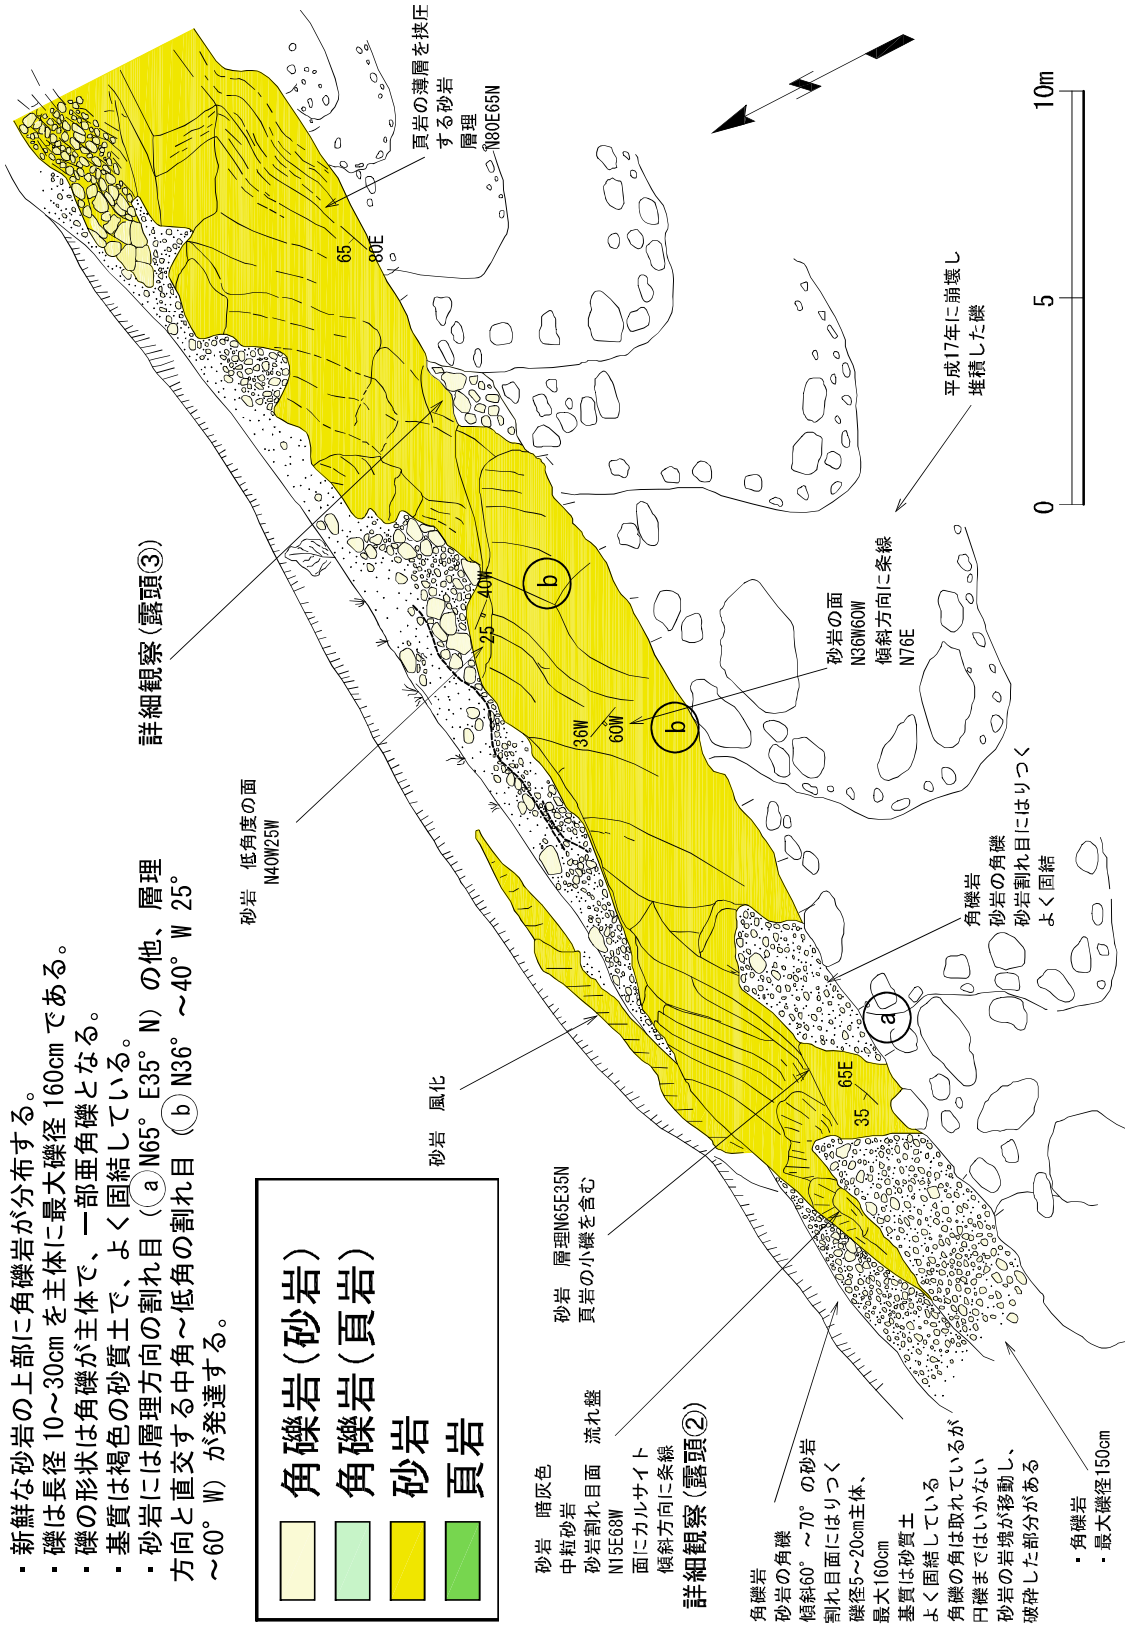 ・新鮮な砂岩の上部に角礫岩が分布する。
・礫は長径10～30cmを主体に最大礫径160cmである。
・礫の形状は角礫が主体で、一部亜角礫となる。
・基質は褐色の砂質土で、よく固結している。
・砂岩には層理方向の割れ目（ⓐN65°E35°N）の他、層理
方向と直交する中角～低角の割れ目（ⓑN36°～40°W 25°
～60°W）が発達する。
角礫岩(砂岩)
角礫岩(頁岩)
砂岩
頁岩
詳細観察(露頭③)
砂岩　低角度の面
N40W25W
砂岩　風化
頁岩の薄層を挟圧
する砂岩
層理
N80E65N
65
80E
25
40W
36W
60W
b
b
a
65E
35
砂岩　層理N65E35N
頁岩の小礫を含む
砂岩　暗灰色
中粒砂岩
砂岩割れ目面　流れ盤
N15E68W
面にカルサイト
傾斜方向に条線
詳細観察(露頭②)
角礫岩
砂岩の角礫
傾斜60°～70°の砂岩
割れ目面にはりつく
礫径5～20cm主体、
最大160cm
基質は砂質土
よく固結している
角礫の角は取れているが
円礫まではいかない
砂岩の岩塊が移動し、
破砕した部分がある
・角礫岩
・最大礫径150cm
角礫岩
砂岩の角礫
砂岩割れ目にはりつく
よく固結
砂岩の面
N36W60W
傾斜方向に条線
N76E
平成17年に崩壊し
堆積した礫
0
5
10m